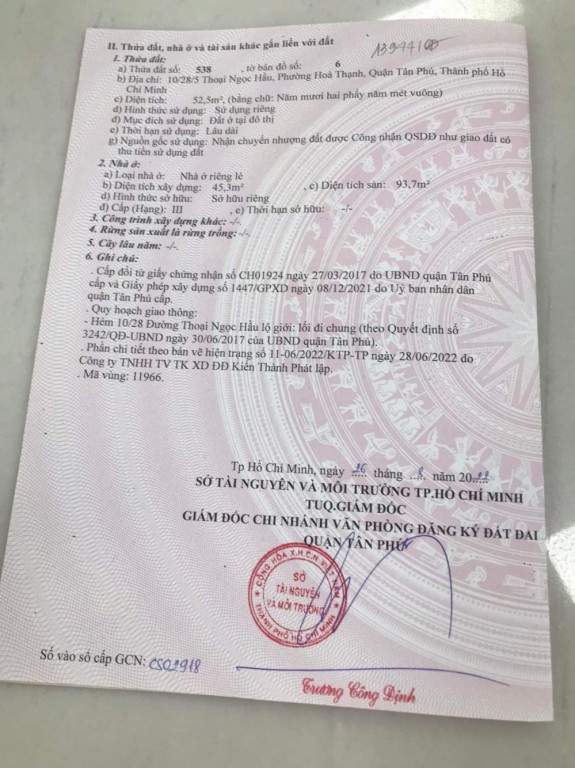 II. Thửa đất, nhà ở và tài sản khác gắn liền với đất
1. Thửa đất:
a) Thửa đất số: 538 , tờ bản đồ số: 6
b) Địa chỉ: 10/28/5 Thoại Ngọc Hầu, Phường Hoà Thạnh, Quận Tân Phú, Thành phố Hồ
Chí Minh
c) Diện tích: 52,5m², (bằng chữ: Năm mươi hai phẩy năm mét vuông)
d) Hình thức sử dụng: Sử dụng riêng
đ) Mục đích sử dụng: Đất ở tại đô thị
e) Thời hạn sử dụng: Lâu dài
g) Nguồn gốc sử dụng: Nhận chuyển nhượng đất được Công nhận QSDĐ như giao đất có
thu tiền sử dụng đất
2. Nhà ở:
a) Loại nhà ở: Nhà ở riêng lẻ
b) Diện tích xây dựng: 45,3m² , c) Diện tích sàn: 93,7m²
d) Hình thức sở hữu: Sở hữu riêng
đ) Cấp (Hạng): III , e) Thời hạn sở hữu: -/-
3. Công trình xây dựng khác: -/-.
4. Rừng sản xuất là rừng trồng:-/-.
5. Cây lâu năm: -/-.
6. Ghi chú:
. Cấp đổi từ giấy chứng nhận số CH01924 ngày 27/03/2017 do UBND quận Tân Phú
cấp và Giấy phép xây dựng số 1447/GPXD ngày 08/12/2021 do Uỷ ban nhân dân
quận Tân Phú cấp.
. Quy hoạch giao thông:
- Hẻm 10/28 Đường Thoại Ngọc Hầu lộ giới: lối đi chung (theo Quyết định số
3242/QĐ-UBND ngày 30/06/2017 của UBND quận Tân Phú).
. Phần chi tiết theo bản vẽ hiện trạng số 11-06/2022/KTP-TP ngày 28/06/2022 do
Công ty TNHH TV TK XD ĐĐ Kiến Thành Phát lập.
. Mã vùng: 11966.
Tp Hồ Chí Minh, ngày 26 tháng 8 năm 2022
SỞ TÀI NGUYÊN VÀ MÔI TRƯỜNG TP.HỒ CHÍ MINH
TUQ.GIÁM ĐỐC
GIÁM ĐỐC CHI NHÁNH VĂN PHÒNG ĐĂNG KÝ ĐẤT ĐAI
QUẬN TÂN PHÚ
CỘNG HÒA X.H.C.N VIỆT NAM
SỞ
TÀI NGUYÊN
VÀ MÔI TRƯỜNG
THÀNH PHỐ HỒ CHÍ MINH
Số vào sổ cấp GCN: CS02918
Trương Công Định